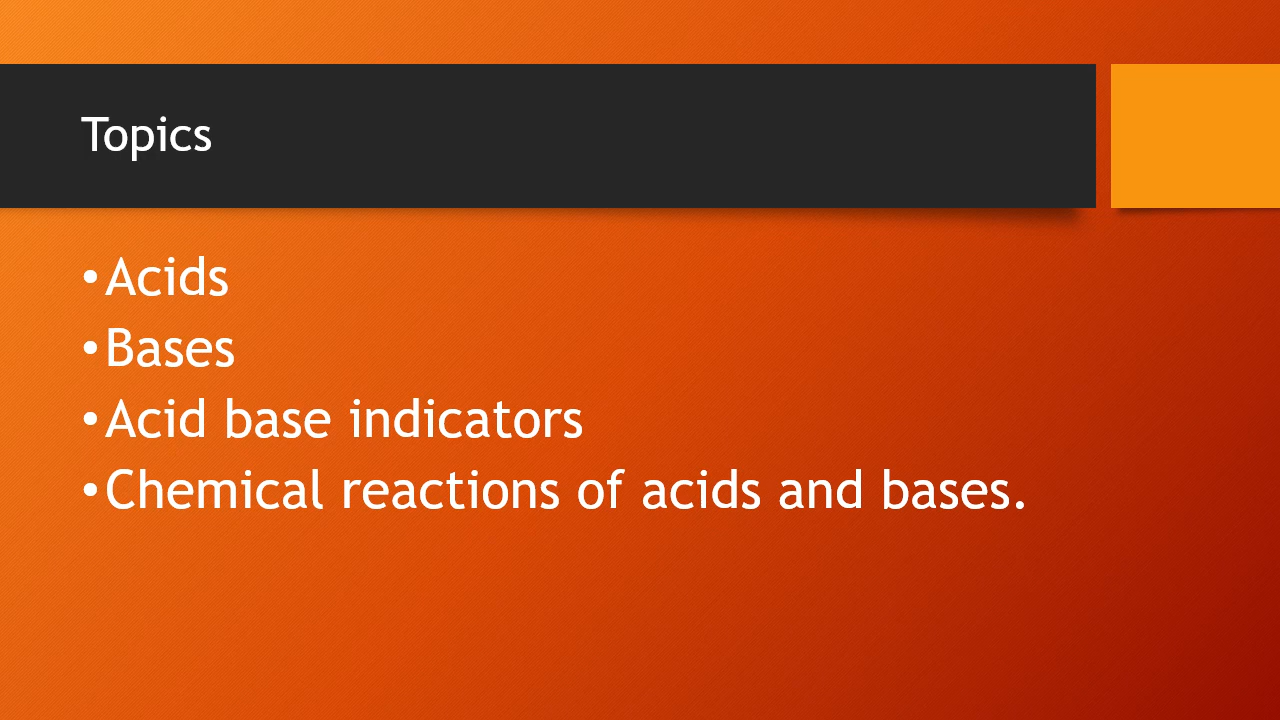 Topics
•Acids
•Bases
•Acid base indicators
•Chemical reactions of acids and bases.